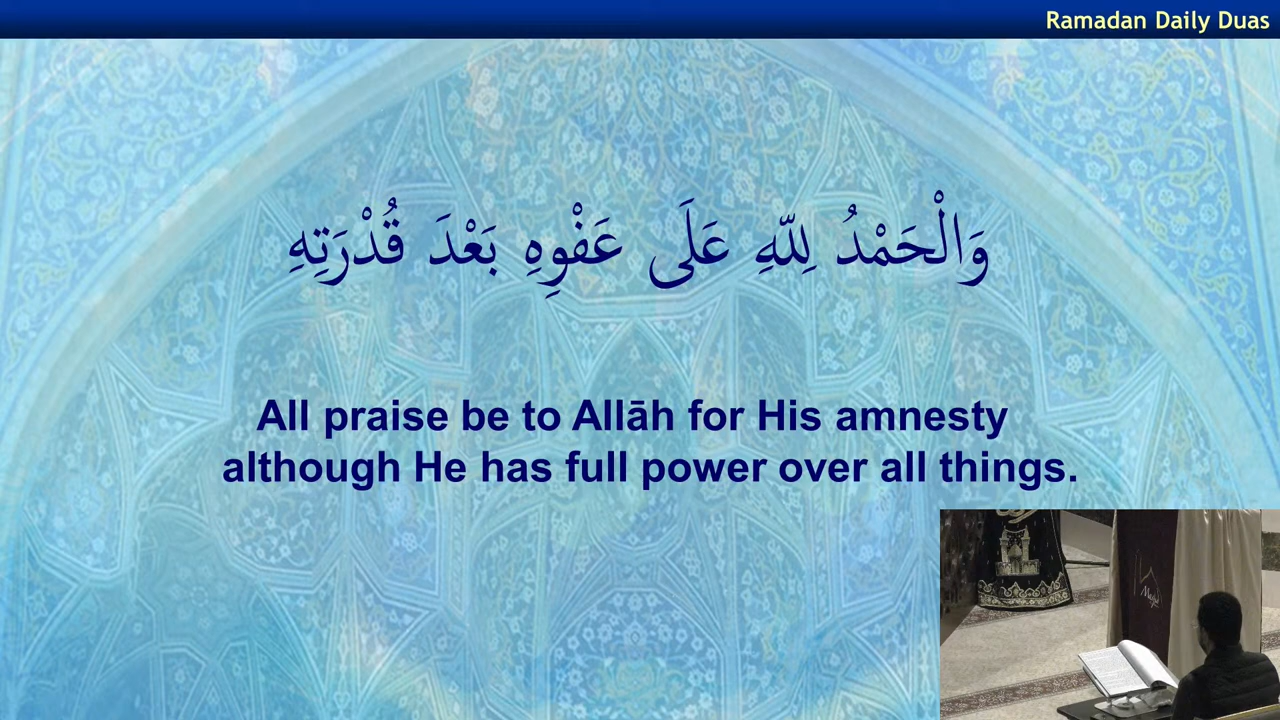 Ramadan Daily Duas
وَالْحَمْدُ لِلّٰهِ عَلَى عَفْوِهِ بَعْدَ قُدْرَتِهِ
All praise be to Allāh for His amnesty
although He has full power over all things.